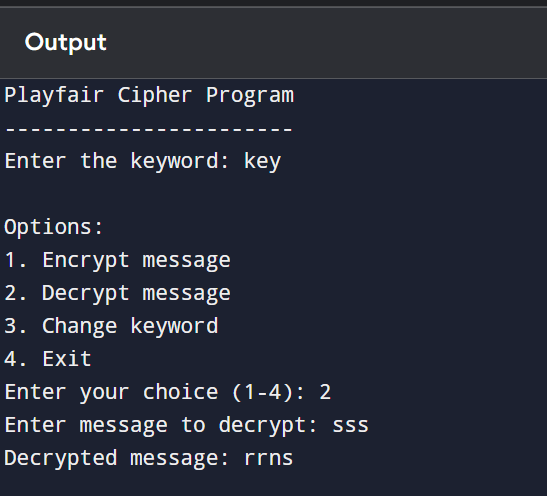 Output
Playfair Cipher Program
-----------------------
Enter the keyword: key
Options:
1. Encrypt message
2. Decrypt message
3. Change keyword
4. Exit
Enter your choice (1-4): 2
Enter message to decrypt: sss
Decrypted message: rrns